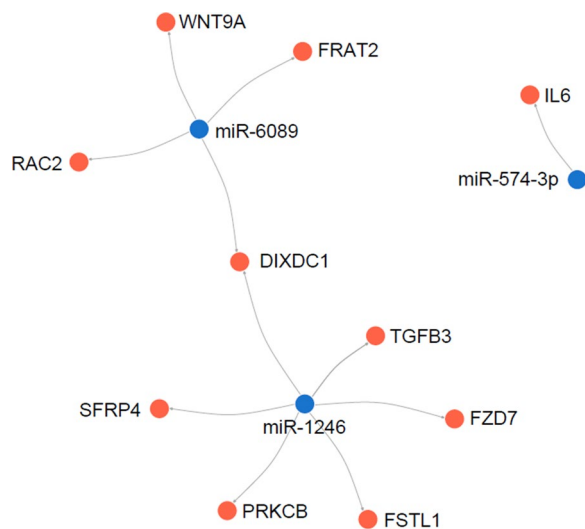 WNT9A
FRAT2
IL6
miR-6089
RAC2
miR-574-3p
DIXDC1
TGFB3
SFRP4
miR-1246
FZD7
PRKCB
FSTL1